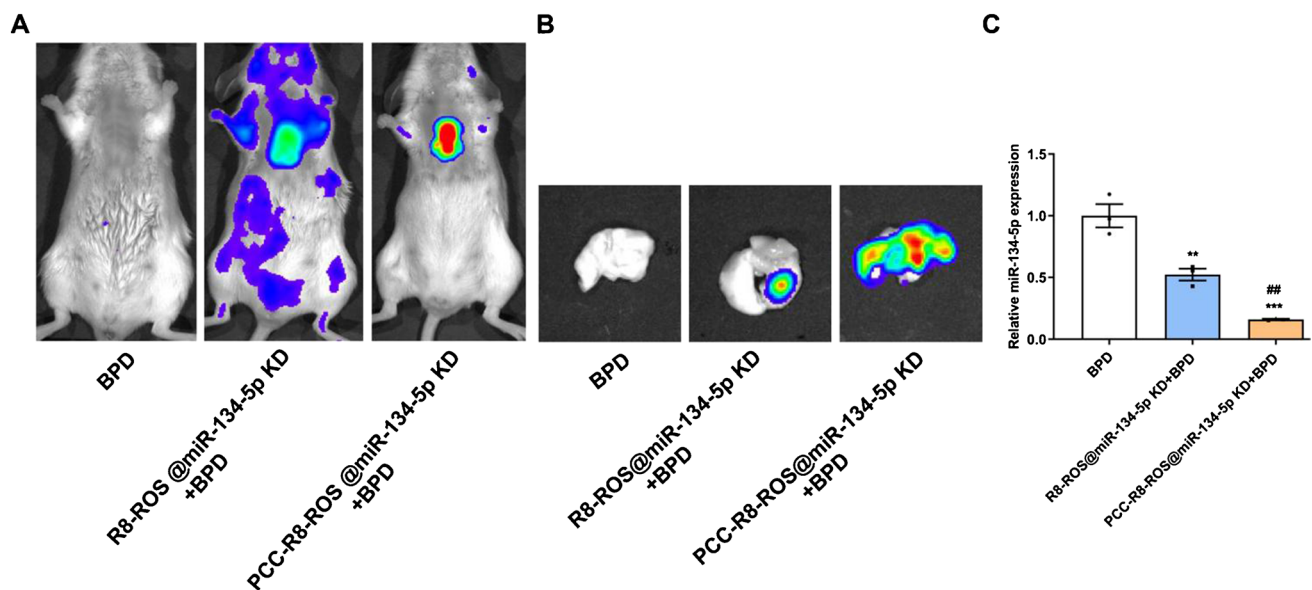 A
BPD
R8-ROS @miR-134-5p KD
+BPD
PCC-R8-ROS @miR-134-5p KD
+BPD
B
BPD
R8-ROS@miR-134-5p KD
+BPD
PCC-R8-ROS@miR-134-5p KD
+BPD
C
Relative miR-134-5p expression
1.5
1.0
0.5
0.0
**
##
***
BPD
R8-ROS@miR-134-5p KD+BPD
PCC-R8-ROS@miR-134-5p KD+BPD